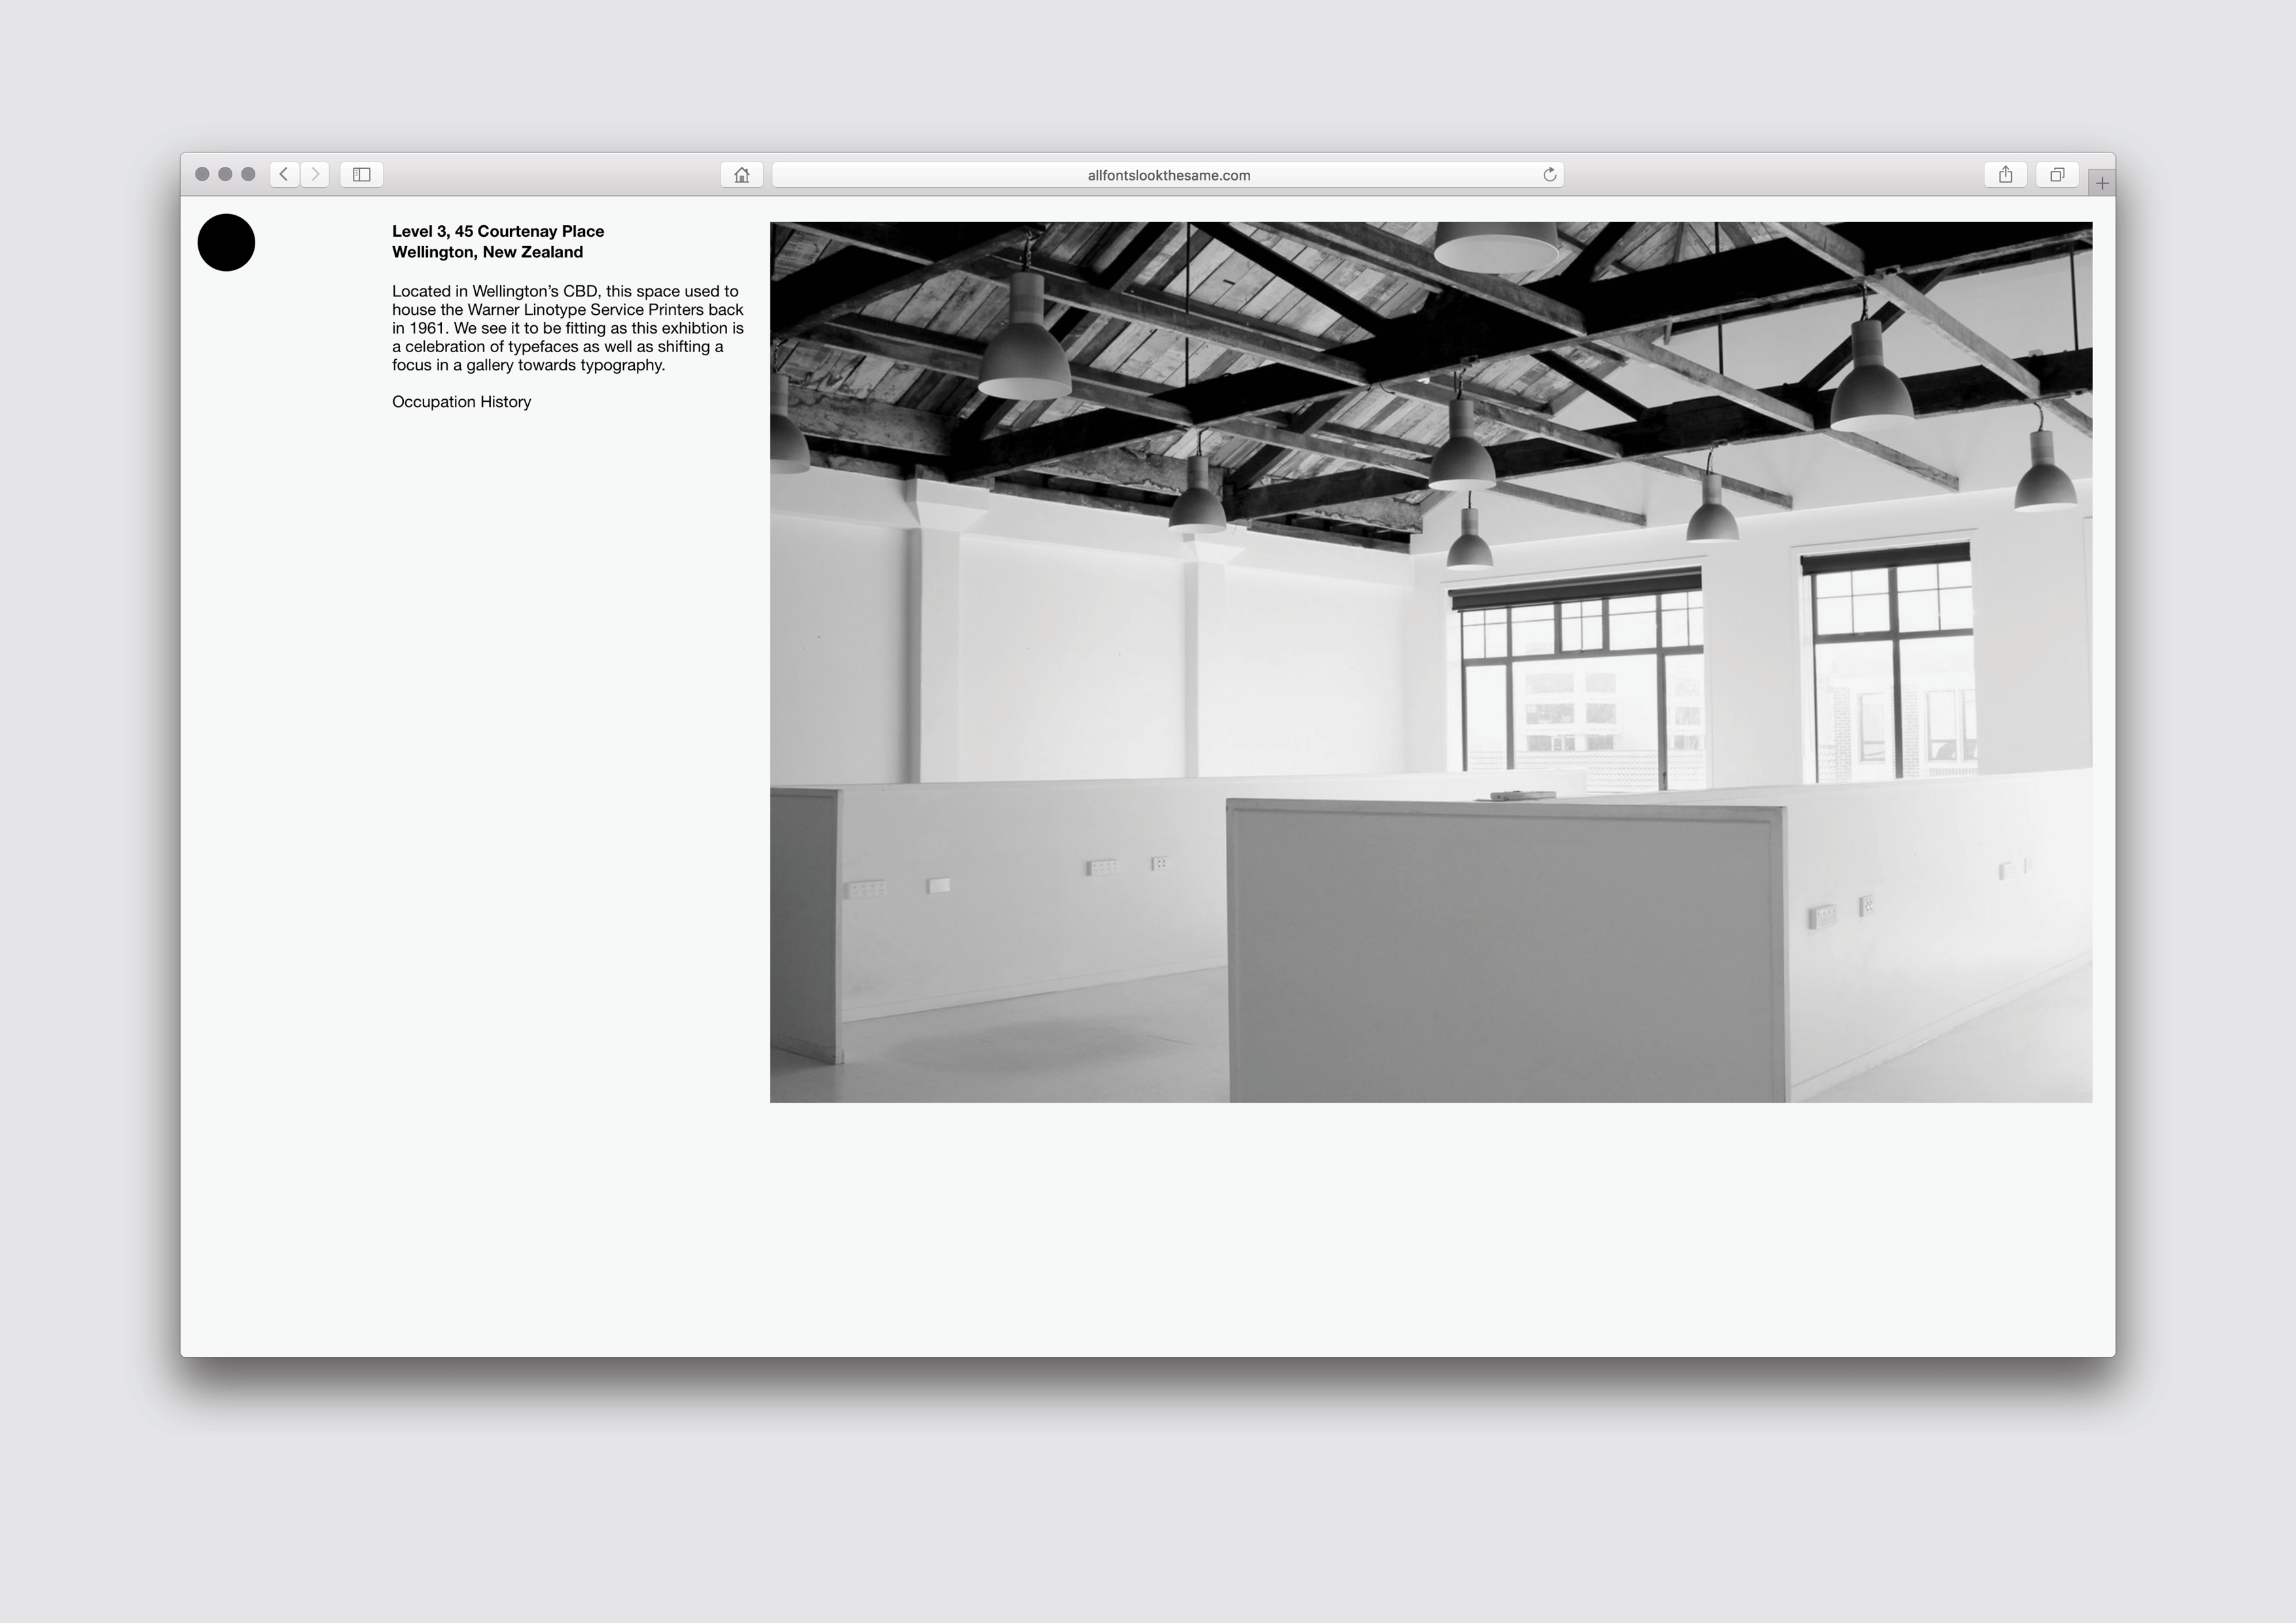 allfontslookthesame.com
Level 3, 45 Courtenay Place
Wellington, New Zealand
Located in Wellington’s CBD, this space used to
house the Warner Linotype Service Printers back
in 1961. We see it to be fitting as this exhibtion is
a celebration of typefaces as well as shifting a
focus in a gallery towards typography.
Occupation History